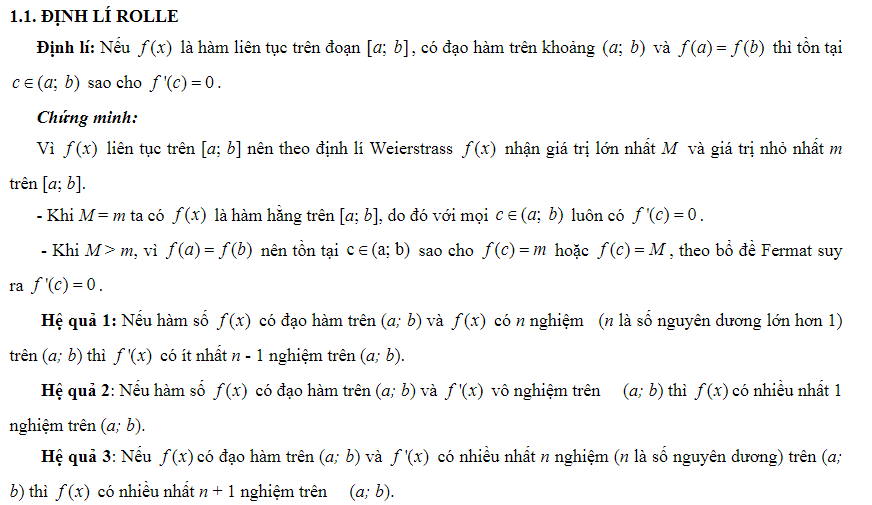 1.1. ĐỊNH LÍ ROLLE
Định lí: Nếu f(x) là hàm liên tục trên đoạn [a; b], có đạo hàm trên khoảng (a; b) và f(a) = f(b) thì tồn tại
c ∈ (a; b) sao cho f '(c) = 0.
Chứng minh:
Vì f(x) liên tục trên [a; b] nên theo định lí Weierstrass f(x) nhận giá trị lớn nhất M và giá trị nhỏ nhất m
trên [a; b].
- Khi M = m ta có f(x) là hàm hằng trên [a; b], do đó với mọi c ∈ (a; b) luôn có f '(c) = 0.
- Khi M > m, vì f(a) = f(b) nên tồn tại c ∈ (a; b) sao cho f(c) = m hoặc f(c) = M, theo bổ đề Fermat suy
ra f '(c) = 0.
Hệ quả 1: Nếu hàm số f(x) có đạo hàm trên (a; b) và f(x) có n nghiệm (n là số nguyên dương lớn hơn 1)
trên (a; b) thì f '(x) có ít nhất n - 1 nghiệm trên (a; b).
Hệ quả 2: Nếu hàm số f(x) có đạo hàm trên (a; b) và f '(x) vô nghiệm trên (a; b) thì f(x) có nhiều nhất 1
nghiệm trên (a; b).
Hệ quả 3: Nếu f(x) có đạo hàm trên (a; b) và f '(x) có nhiều nhất n nghiệm (n là số nguyên dương) trên (a;
b) thì f(x) có nhiều nhất n + 1 nghiệm trên (a; b).